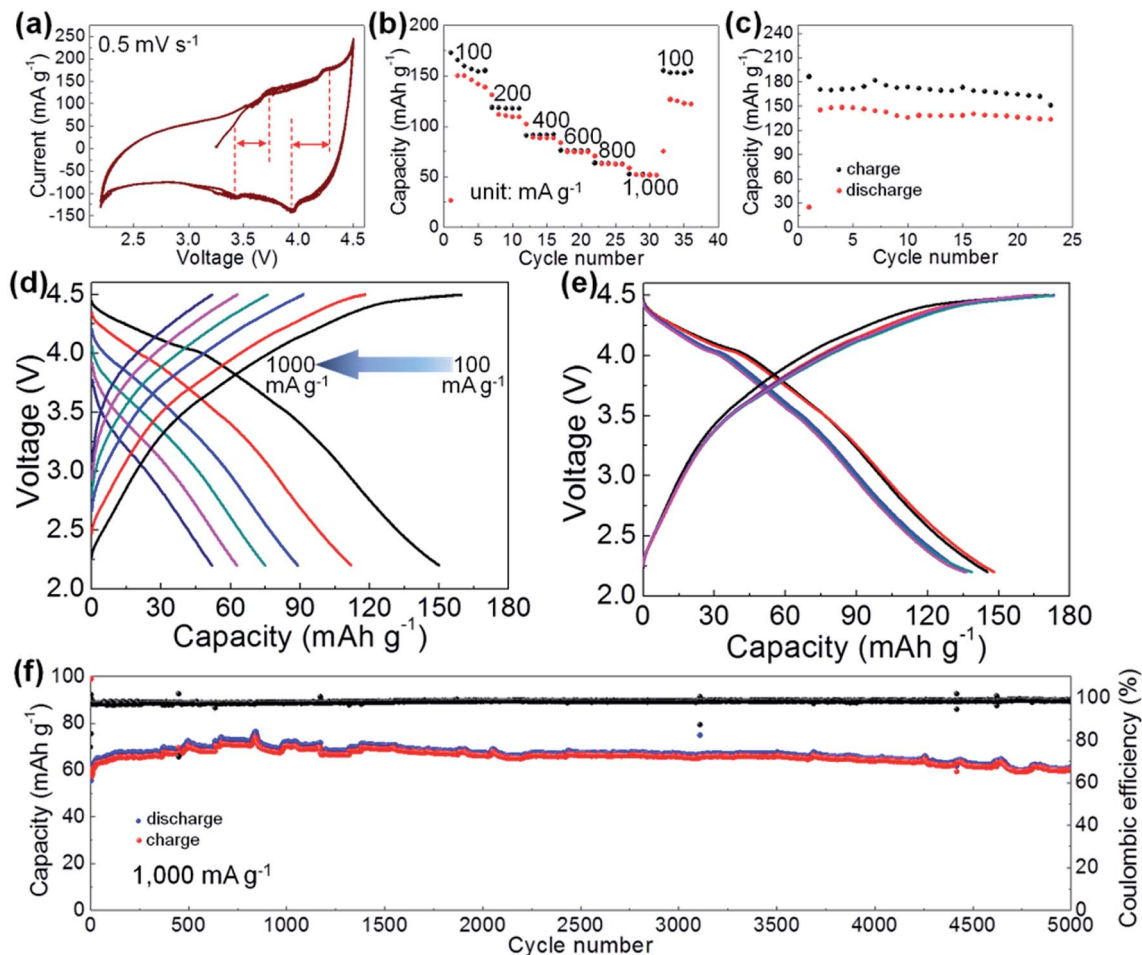 (a)
0.5 mV s⁻¹
Current (mA g⁻¹)
250
200
150
100
50
0
-50
-100
-150
2.5 3.0 3.5 4.0 4.5
Voltage (V)
(b)
Capacity (mAh g⁻¹)
250
200
150
100
50
0
100
200
400
600
800
1,000
100
unit: mA g⁻¹
0 5 10 15 20 25 30 35 40
Cycle number
(c)
Capacity (mAh g⁻¹)
240
210
180
150
120
90
60
30
0
charge
discharge
0 5 10 15 20 25
Cycle number
(d)
Voltage (V)
4.5
4.0
3.5
3.0
2.5
2.0
1000
mA g⁻¹
100
mA g⁻¹
0 30 60 90 120 150 180
Capacity (mAh g⁻¹)
(e)
Voltage (V)
4.5
4.0
3.5
3.0
2.5
2.0
0 30 60 90 120 150 180
Capacity (mAh g⁻¹)
(f)
Capacity (mAh g⁻¹)
100
80
60
40
20
0
discharge
charge
1,000 mA g⁻¹
0 500 1000 1500 2000 2500 3000 3500 4000 4500 5000
Cycle number
100
80
60
40
20
0
Coulombic efficiency (%)